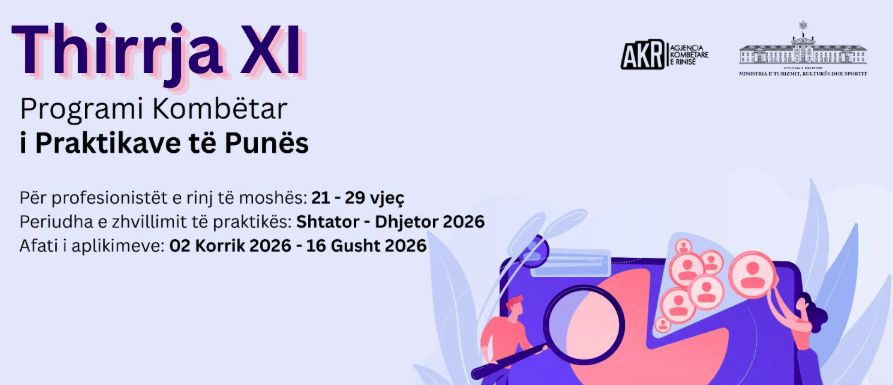 Thirrja XI
Programi Kombëtar
i Praktikave të Punës
Për profesionistët e rinj të moshës: 21 - 29 vjeç
Periudha e zhvillimit të praktikës: Shtator - Dhjetor 2026
Afati i aplikimeve: 02 Korrik 2026 - 16 Gusht 2026
AKR
AGJENCIA
KOMBËTARE
E RINISË
MINISTRIA E TURIZMIT, KULTURËS DHE SPORTIT